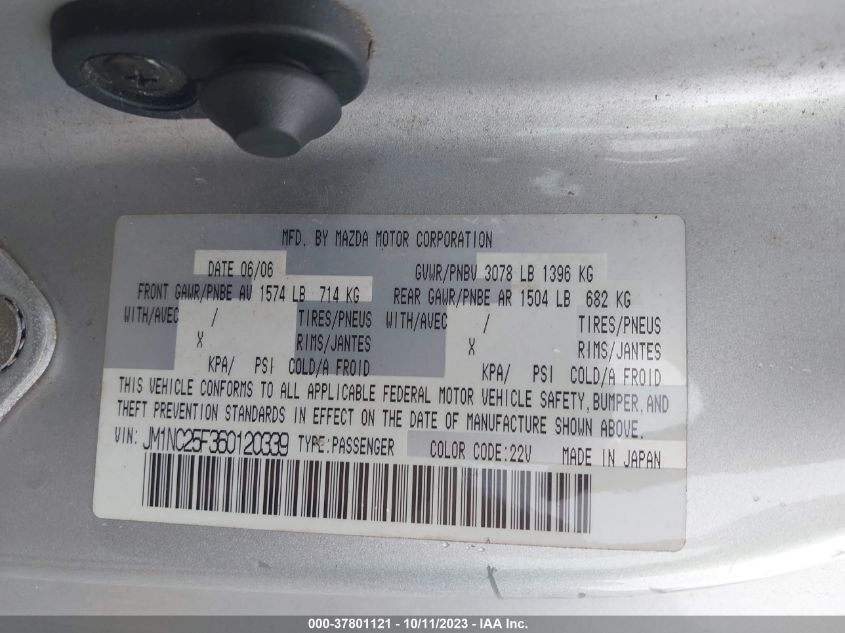 MFD. BY MAZDA MOTOR CORPORATION
DATE 06/06 GVWR/PNBV 3078 LB 1396 KG
FRONT GAWR/PNBE AV 1574 LB 714 KG REAR GAWR/PNBE AR 1504 LB 682 KG
WITH/AVEC / TIRES/PNEUS WITH/AVEC / TIRES/PNEUS
X RIMS/JANTES X RIMS/JANTES
KPA/ PSI COLD/A FROID KPA/ PSI COLD/A FROID
THIS VEHICLE CONFORMS TO ALL APPLICABLE FEDERAL MOTOR VEHICLE SAFETY, BUMPER, AND
THEFT PREVENTION STANDARDS IN EFFECT ON THE DATE OF MANUFACTURE SHOWN ABOVE.
VIN: JM1NC25F360120339 TYPE:PASSENGER COLOR CODE:22V MADE IN JAPAN
000-37801121 - 10/11/2023 - IAA Inc.